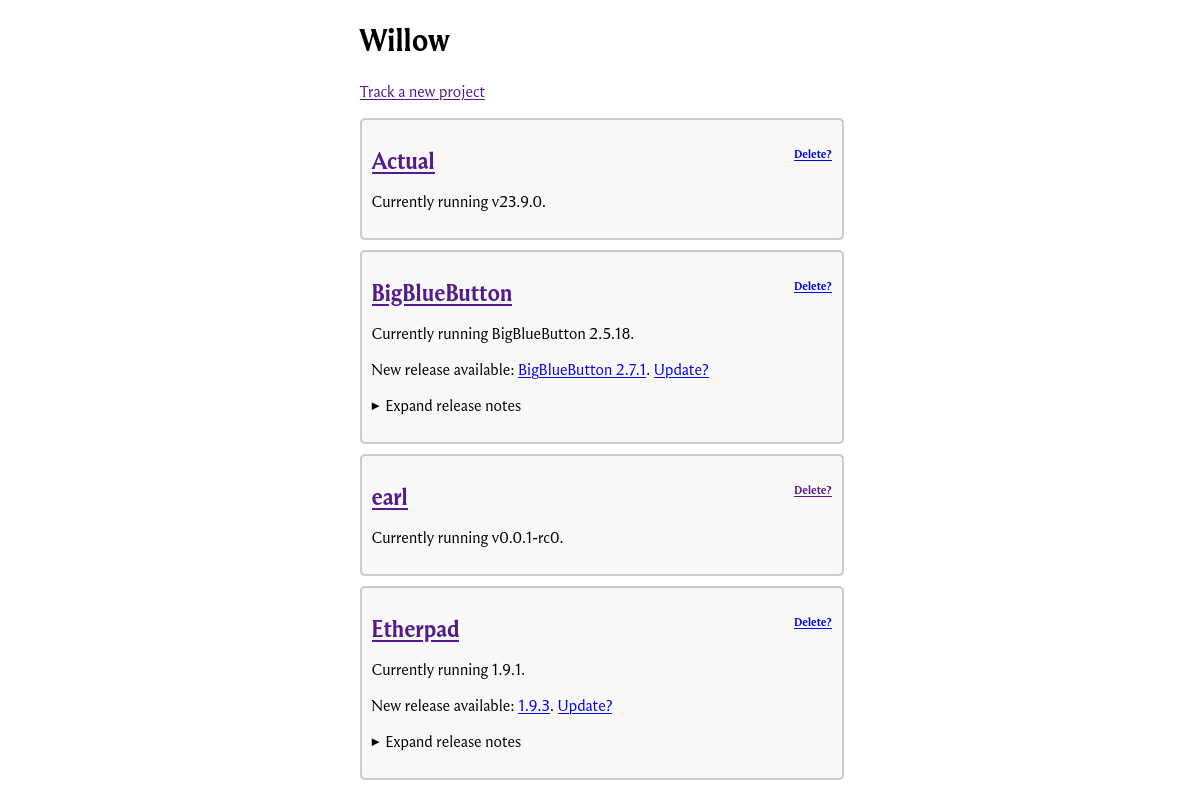 Willow
Track a new project
Actual
Delete?
Currently running v23.9.0.
BigBlueButton
Delete?
Currently running BigBlueButton 2.5.18.
New release available: BigBlueButton 2.7.1. Update?
▸ Expand release notes
earl
Delete?
Currently running v0.0.1-rc0.
Etherpad
Delete?
Currently running 1.9.1.
New release available: 1.9.3. Update?
▸ Expand release notes